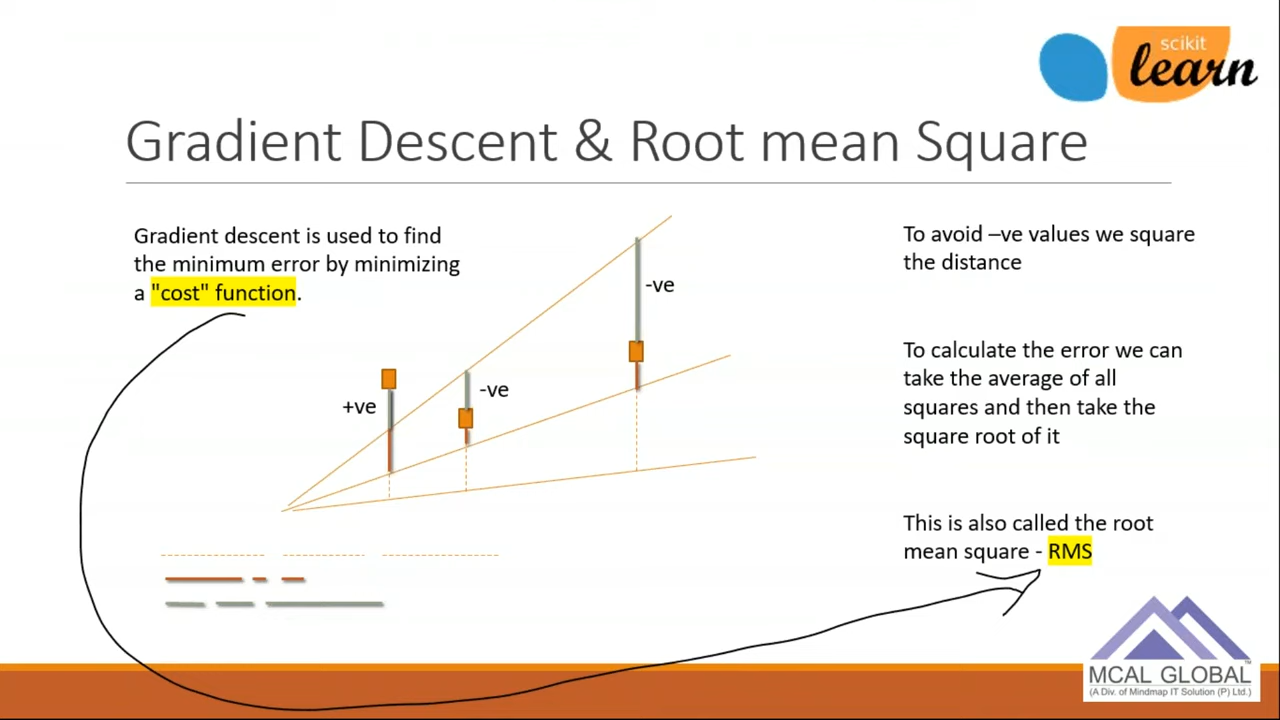 scikit
learn
Gradient Descent & Root mean Square
Gradient descent is used to find
the minimum error by minimizing
a "cost" function.
+ve
-ve
-ve
To avoid –ve values we square
the distance
To calculate the error we can
take the average of all
squares and then take the
square root of it
This is also called the root
mean square - RMS
MCAL GLOBAL™
(A Div. of Mindmap IT Solution (P) Ltd.)